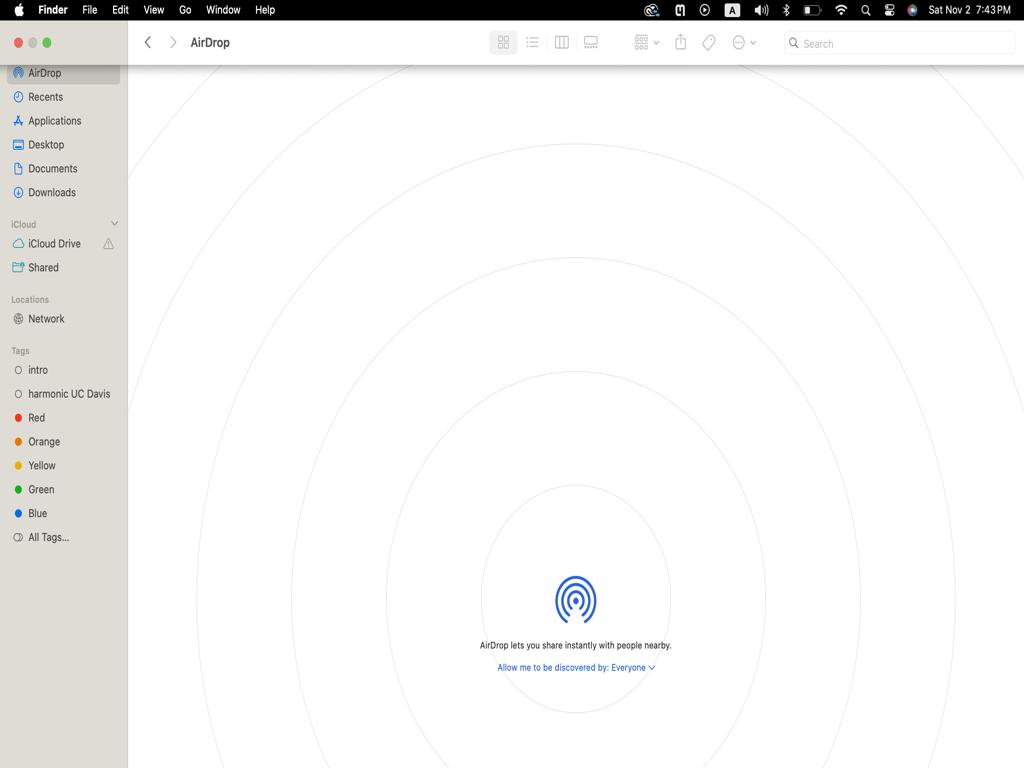 Finder File Edit View Go Window Help A Sat Nov 2 7:43 PM
AirDrop
Search
AirDrop
Recents
Applications
Desktop
Documents
Downloads
iCloud
iCloud Drive
Shared
Locations
Network
Tags
intro
harmonic UC Davis
Red
Orange
Yellow
Green
Blue
All Tags...
AirDrop lets you share instantly with people nearby.
Allow me to be discovered by: Everyone